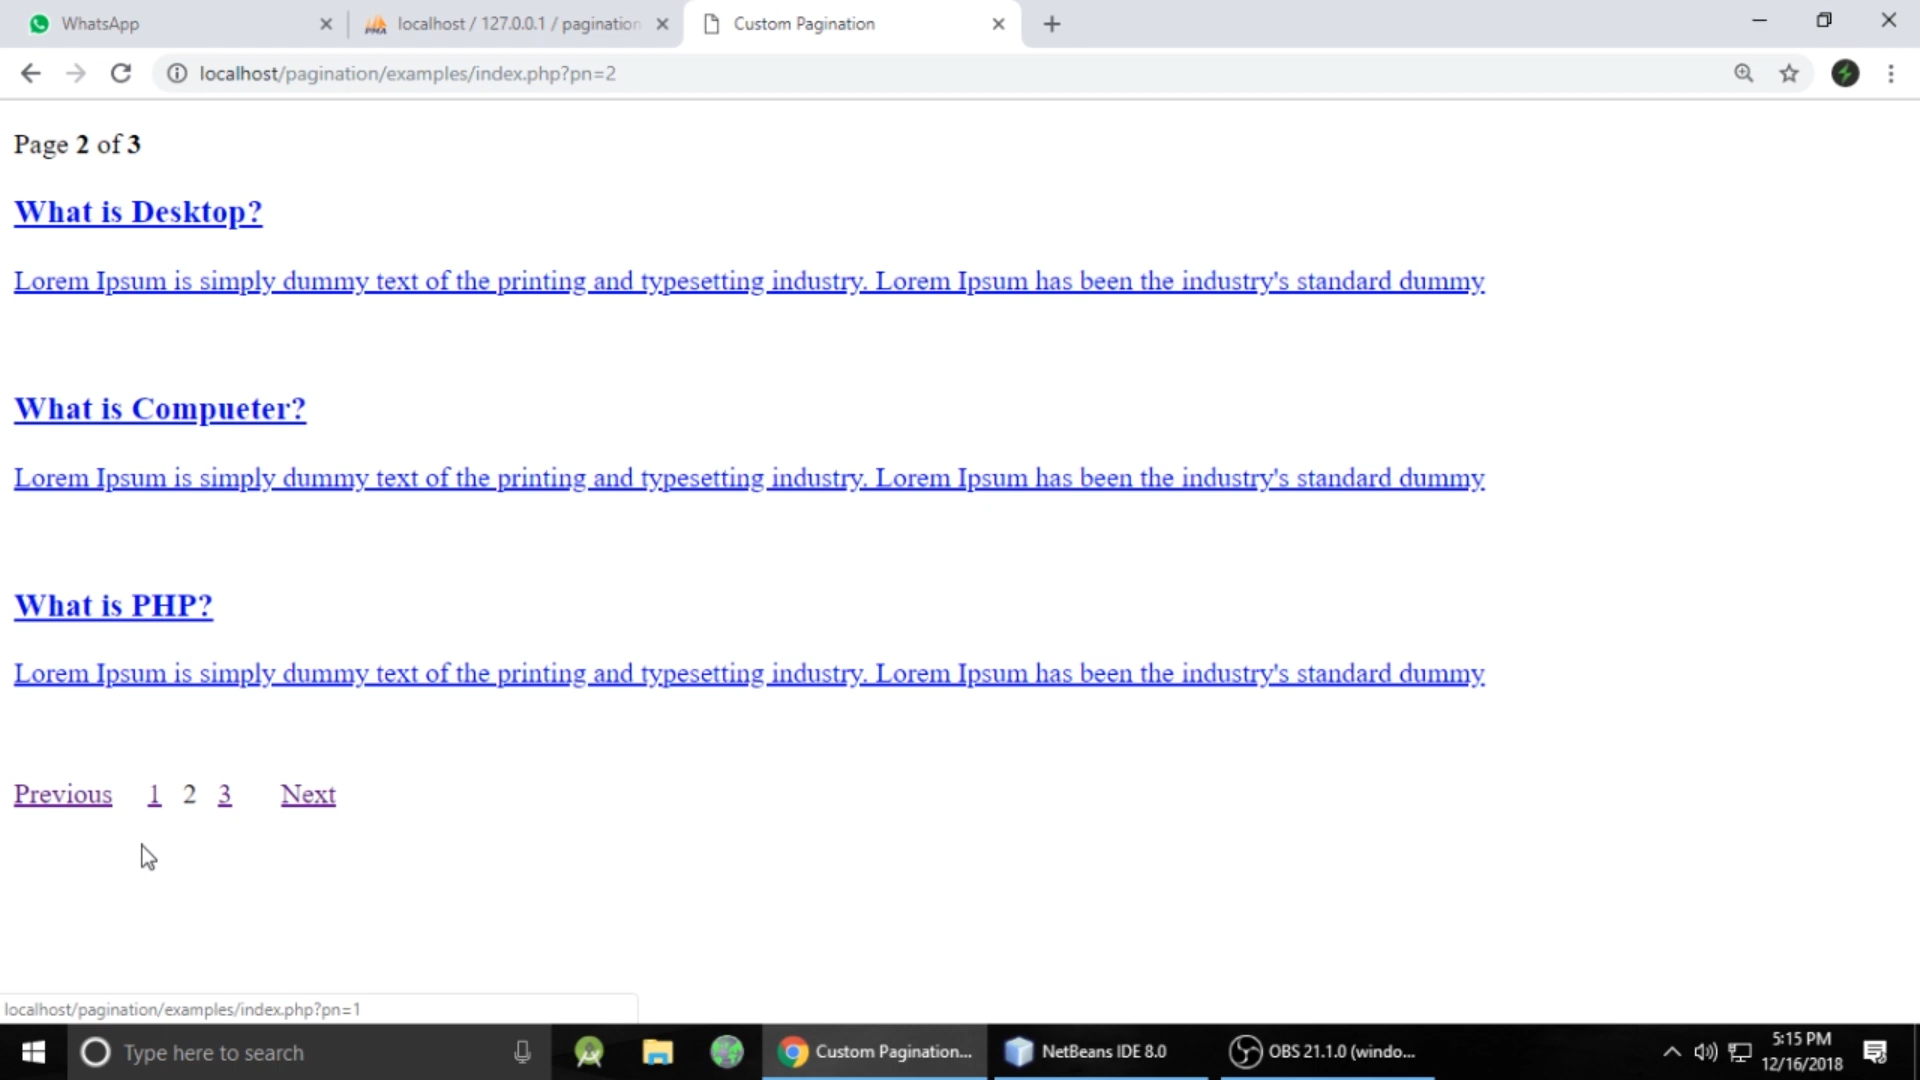 WhatsApp
localhost / 127.0.0.1 / pagination
Custom Pagination
localhost/pagination/examples/index.php?pn=2
Page 2 of 3
What is Desktop?
Lorem Ipsum is simply dummy text of the printing and typesetting industry. Lorem Ipsum has been the industry's standard dummy
What is Compueter?
Lorem Ipsum is simply dummy text of the printing and typesetting industry. Lorem Ipsum has been the industry's standard dummy
What is PHP?
Lorem Ipsum is simply dummy text of the printing and typesetting industry. Lorem Ipsum has been the industry's standard dummy
Previous 1 2 3 Next
localhost/pagination/examples/index.php?pn=1
Type here to search
Custom Pagination...
NetBeans IDE 8.0
OBS 21.1.0 (windo...
5:15 PM
12/16/2018